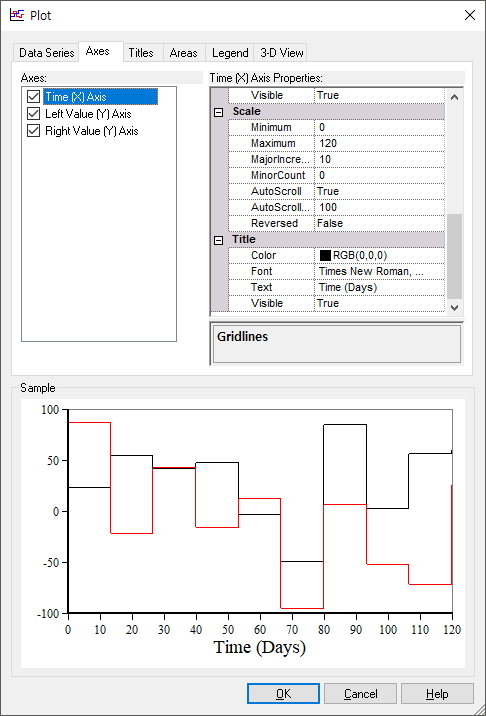 Plot
Data Series Axes Titles Areas Legend 3-D View
Axes:
Time (X) Axis
Left Value (Y) Axis
Right Value (Y) Axis
Time (X) Axis Properties:
Visible True
Scale
Minimum 0
Maximum 120
MajorIncre... 10
MinorCount 0
AutoScroll True
AutoScroll... 100
Reversed False
Title
Color RGB(0,0,0)
Font Times New Roman, ...
Text Time (Days)
Visible True
Gridlines
Sample
100
50
0
-50
-100
0 10 20 30 40 50 60 70 80 90 100 110 120
Time (Days)
OK Cancel Help